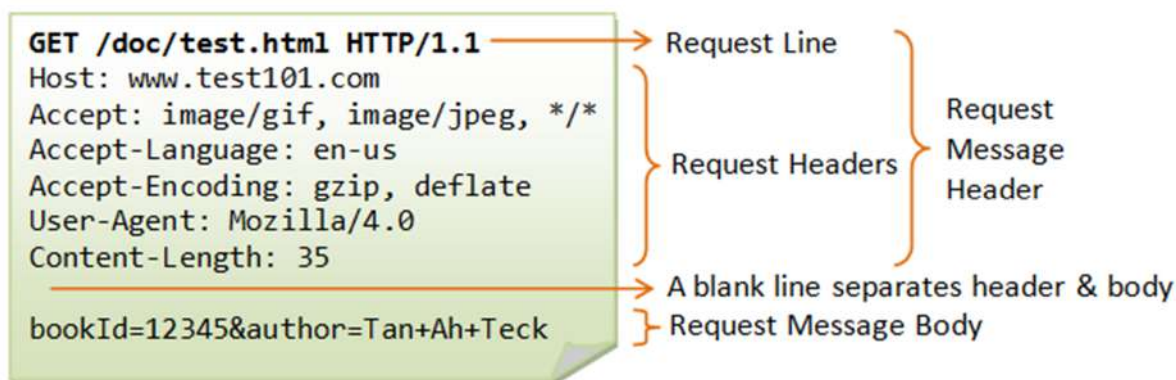 GET /doc/test.html HTTP/1.1
Request Line
Host: www.test101.com
Accept: image/gif, image/jpeg, */*
Accept-Language: en-us
Accept-Encoding: gzip, deflate
User-Agent: Mozilla/4.0
Content-Length: 35
Request Headers
Request
Message
Header
A blank line separates header & body
bookId=12345&author=Tan+Ah+Teck
Request Message Body